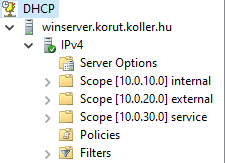 DHCP
winserver.korut.koller.hu
IPv4
Server Options
Scope [10.0.10.0] internal
Scope [10.0.20.0] external
Scope [10.0.30.0] service
Policies
Filters